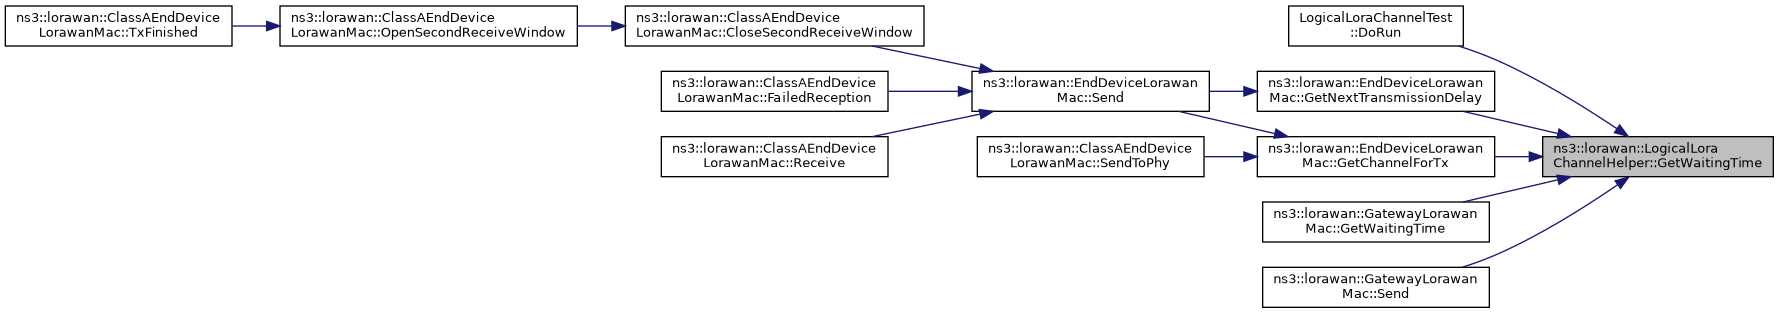 ns3::lorawan::ClassAEndDevice
LorawanMac::TxFinished
ns3::lorawan::ClassAEndDevice
LorawanMac::OpenSecondReceiveWindow
ns3::lorawan::ClassAEndDevice
LorawanMac::CloseSecondReceiveWindow
LogicalLoraChannelTest
::DoRun
ns3::lorawan::ClassAEndDevice
LorawanMac::FailedReception
ns3::lorawan::EndDeviceLorawan
Mac::Send
ns3::lorawan::EndDeviceLorawan
Mac::GetNextTransmissionDelay
ns3::lorawan::ClassAEndDevice
LorawanMac::Receive
ns3::lorawan::ClassAEndDevice
LorawanMac::SendToPhy
ns3::lorawan::EndDeviceLorawan
Mac::GetChannelForTx
ns3::lorawan::LogicalLora
ChannelHelper::GetWaitingTime
ns3::lorawan::GatewayLorawan
Mac::GetWaitingTime
ns3::lorawan::GatewayLorawan
Mac::Send